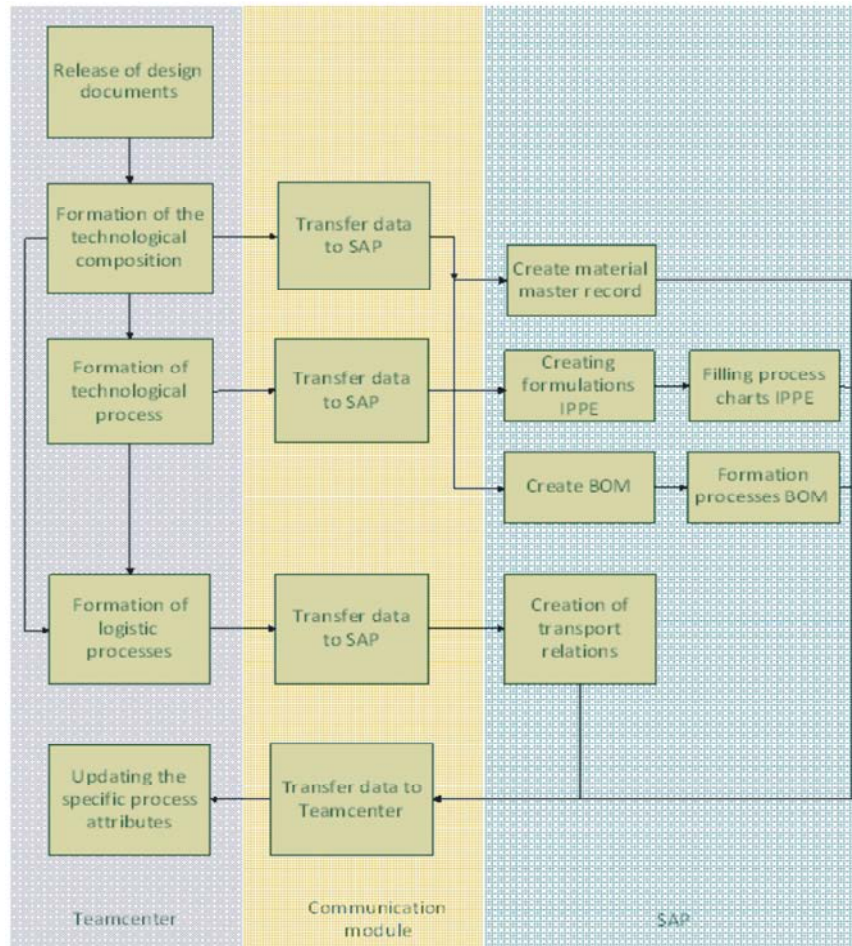 Release of design
documents
Formation of the
technological
composition
Transfer data
to SAP
Create material
master record
Formation of
technological
process
Transfer data
to SAP
Creating
formulations
IPPE
Filling process
charts IPPE
Create BOM
Formation
processes BOM
Formation of
logistic
processes
Transfer data
to SAP
Creation of
transport
relations
Updating the
specific process
attributes
Transfer data to
Teamcenter
Teamcenter
Communication
module
SAP